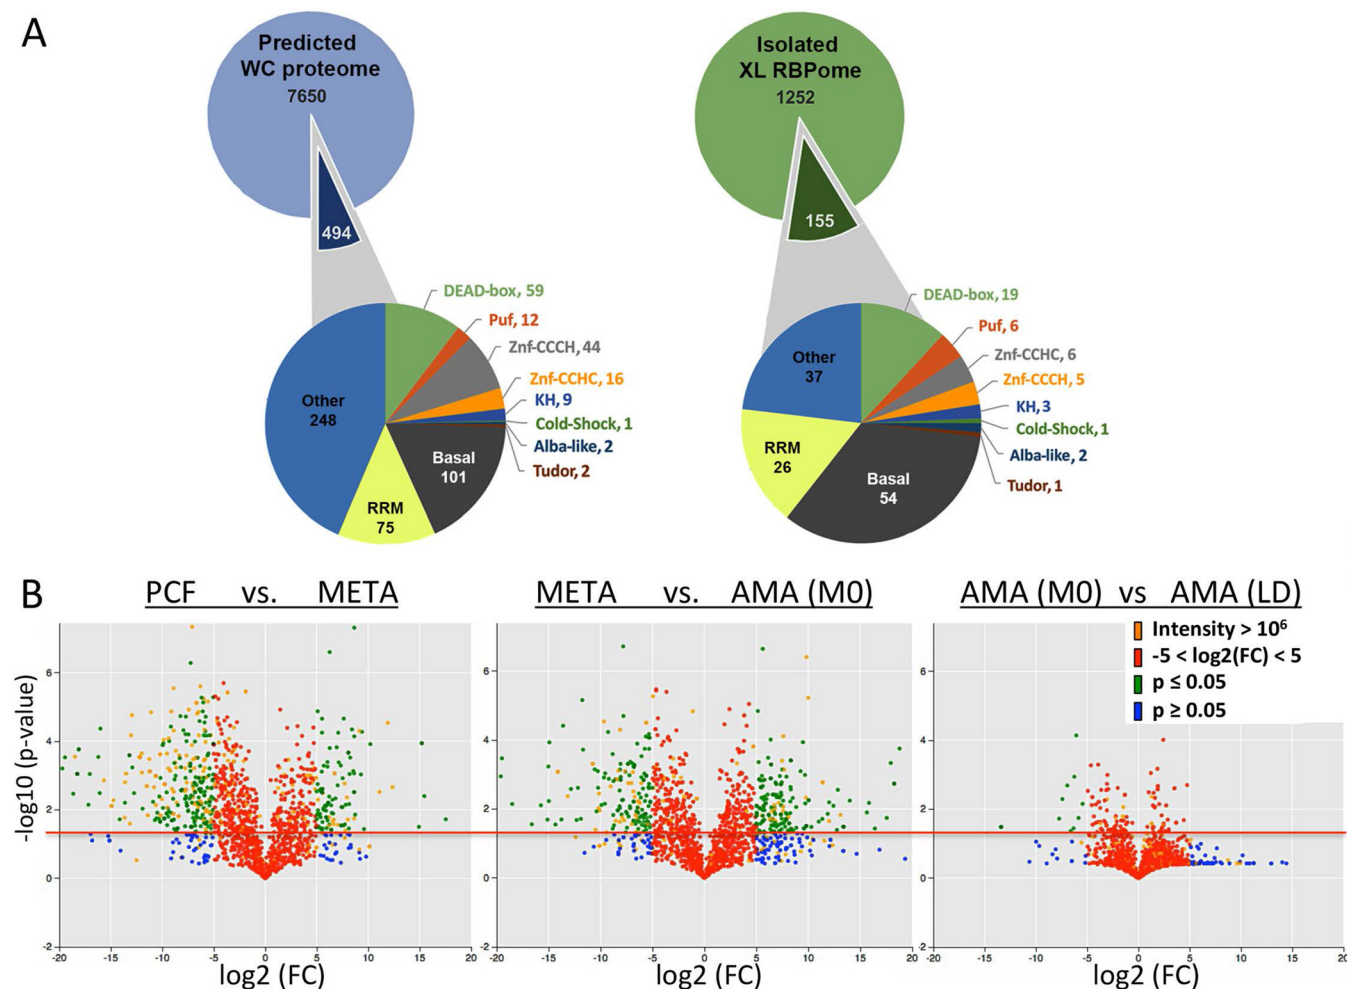 A
Predicted
WC proteome
7650
494
DEAD-box, 59
Puf, 12
Znf-CCCH, 44
Znf-CCHC, 16
KH, 9
Cold-Shock, 1
Alba-like, 2
Tudor, 2
Other
248
Basal
101
RRM
75
Isolated
XL RBPome
1252
155
DEAD-box, 19
Puf, 6
Znf-CCHC, 6
Znf-CCCH, 5
KH, 3
Cold-Shock, 1
Alba-like, 2
Tudor, 1
Other
37
RRM
26
Basal
54
B
PCF vs. META
META vs. AMA (M0)
AMA (M0) vs AMA (LD)
Intensity > 10⁶
-5 < log2(FC) < 5
p ≤ 0.05
p ≥ 0.05
-log10 (p-value)
6
4
2
0
-2
-20 -15 -10 -5 0 5 10 15 20
log2 (FC)
6
4
2
0
-2
-20 -15 -10 -5 0 5 10 15 20
log2 (FC)
6
4
2
0
-2
-20 -15 -10 -5 0 5 10 15 20
log2 (FC)